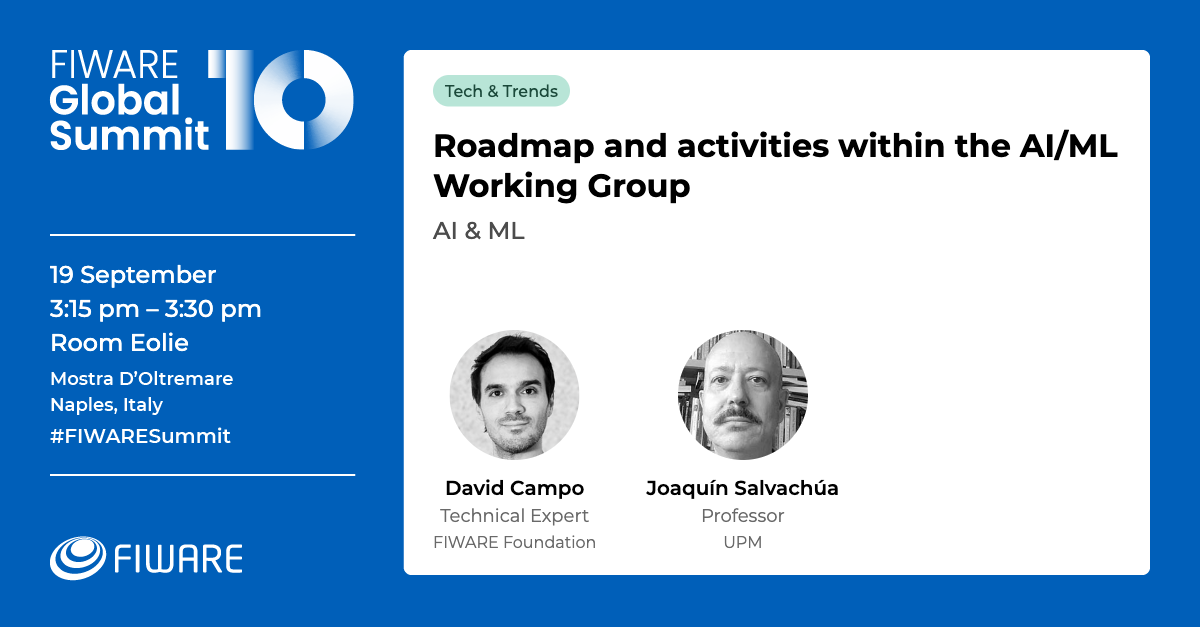 FIWARE
Global
Summit
10
19 September
3:15 pm – 3:30 pm
Room Eolie
Mostra D’Oltremare
Naples, Italy
#FIWARESummit
FIWARE
Tech & Trends
Roadmap and activities within the AI/ML
Working Group
AI & ML
David Campo
Technical Expert
FIWARE Foundation
Joaquín Salvachúa
Professor
UPM